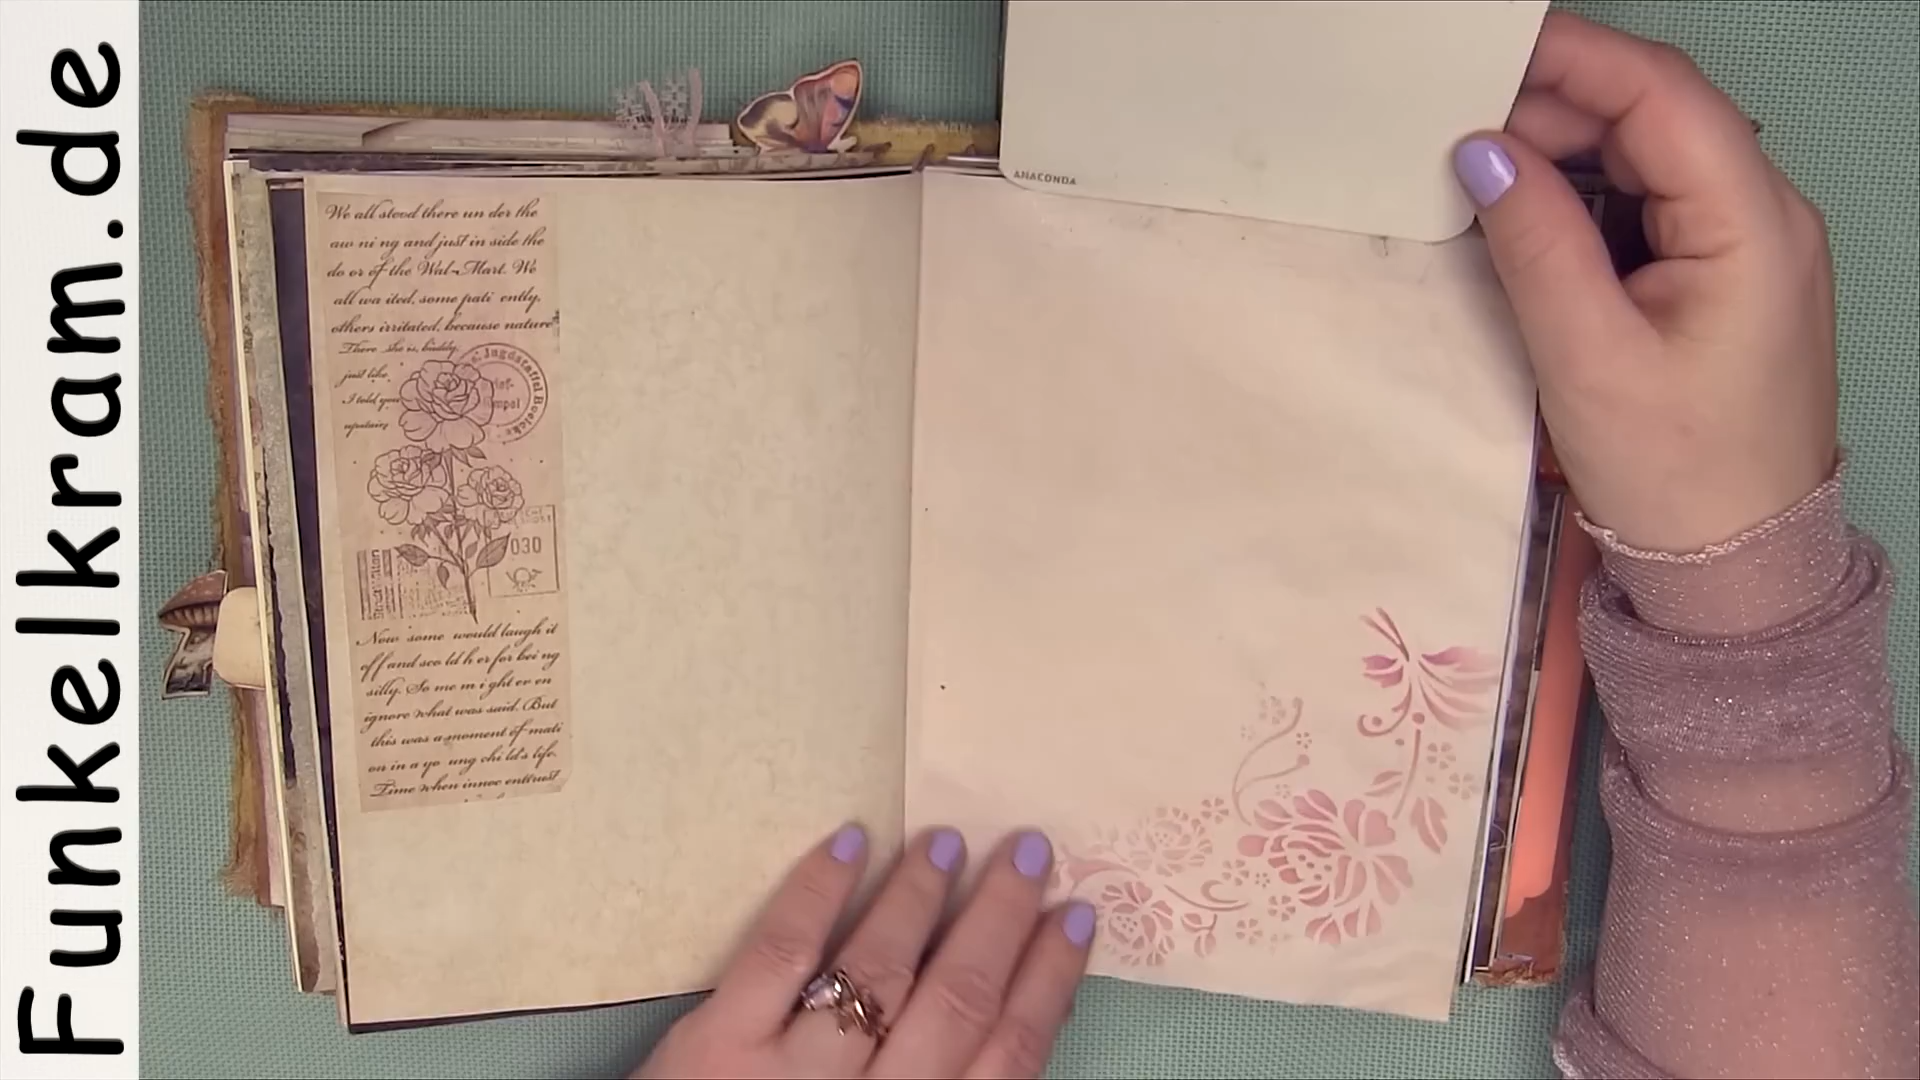 Funkelkram.de
We all stood there un der the
aw ni ng and just in side the
do or of the Wal-Mart. We
all wa ited, some pati ently,
others irritated, because nature
There she is, buddy,
just like
I told you
upstairs
Jagdstaffel Boelcke
030
Now some would laugh it
off and sco ld h er for bei ng
silly. So me m i ght ev en
ignore what was said. But
this was a moment of mati
on in a yo ung chi ld's life.
Time when innoc enttrust
ANACONDA